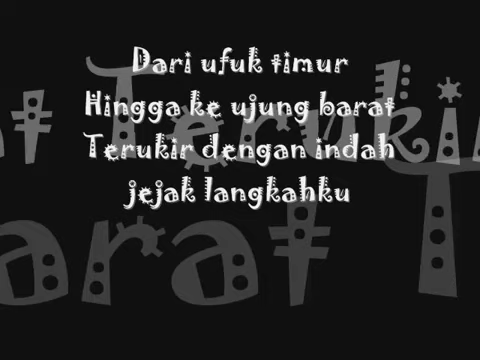 Dari ufuk timur
Hingga ke ujung barat
Terukir dengan indah
jejak langkahku